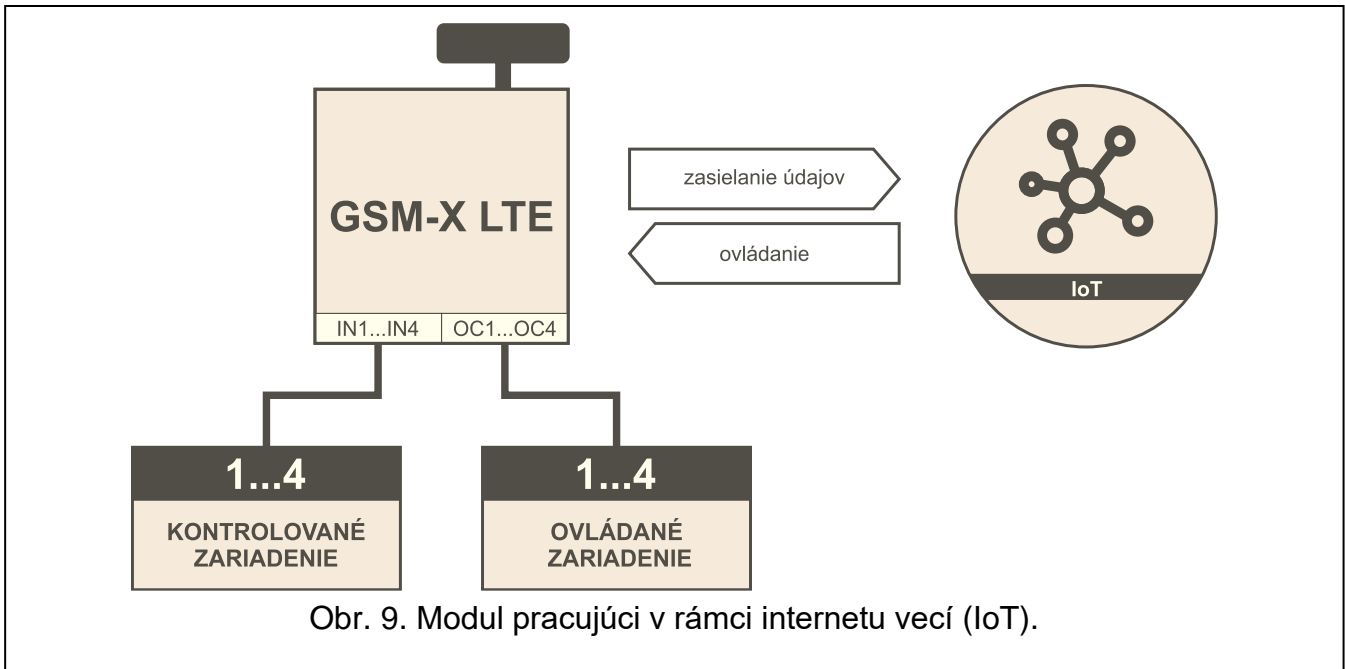 GSM-X LTE
IN1...IN4
OC1...OC4
zasielanie údajov
ovládanie
IoT
1...4
KONTROLOVANÉ
ZARIADENIE
1...4
OVLÁDANÉ
ZARIADENIE
Obr. 9. Modul pracujúci v rámci internetu vecí (IoT).